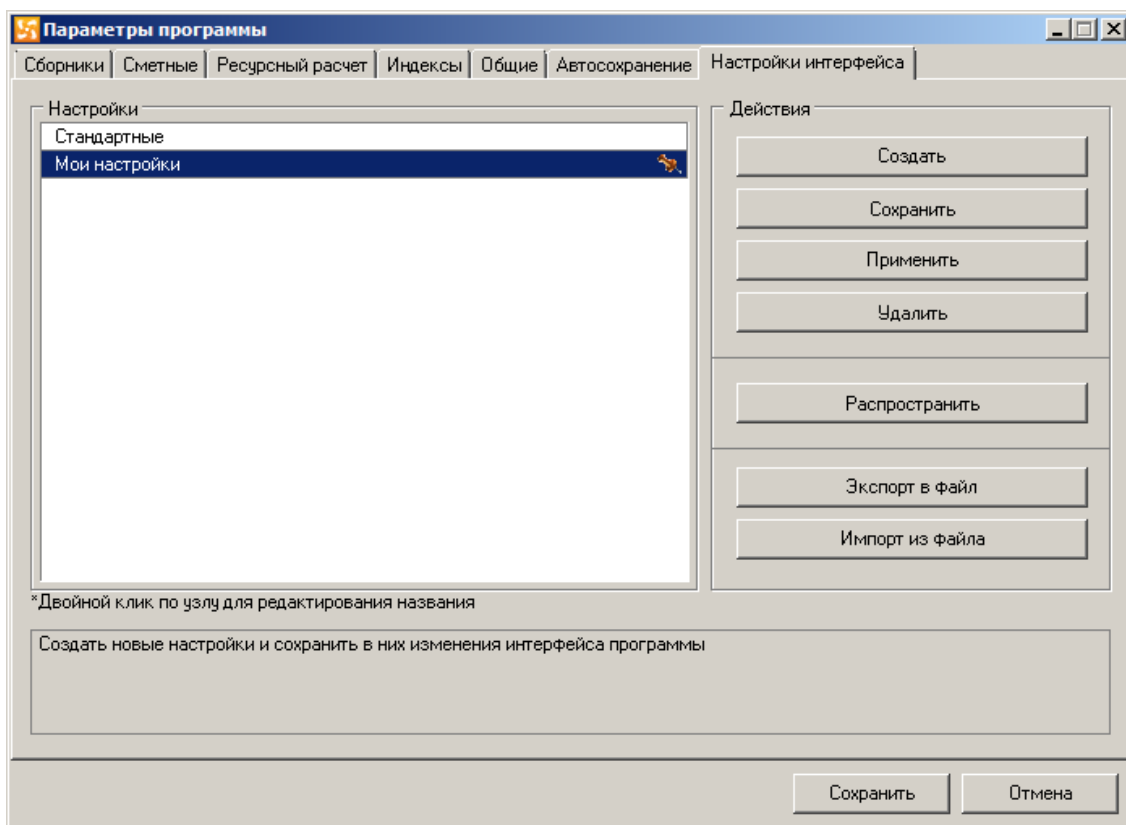 Параметры программы
Сборники Сметные Ресурсный расчет Индексы Общие Автосохранение Настройки интерфейса
Настройки
Стандартные
Мои настройки
*Двойной клик по узлу для редактирования названия
Действия
Создать
Сохранить
Применить
Удалить
Распространить
Экспорт в файл
Импорт из файла
Создать новые настройки и сохранить в них изменения интерфейса программы
Сохранить Отмена